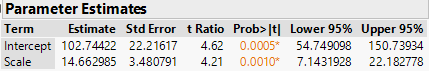 Parameter Estimates
Term Estimate Std Error t Ratio Prob>|t| Lower 95% Upper 95%
Intercept 102.74422 22.21617 4.62 0.0005* 54.749098 150.73934
Scale 14.662985 3.480791 4.21 0.0010* 7.1431928 22.182778